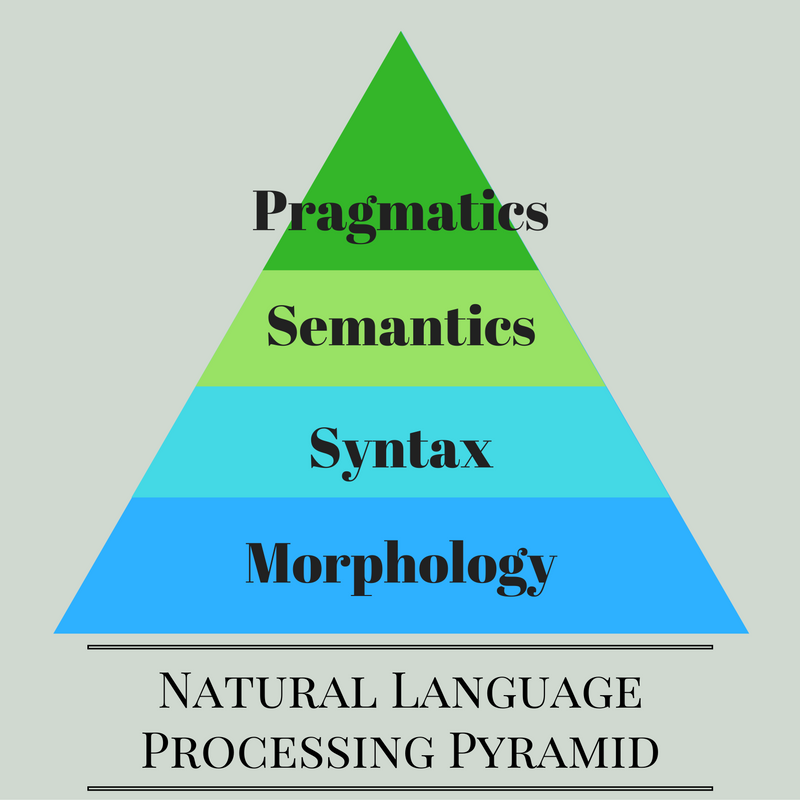 Pragmatics
Semantics
Syntax
Morphology
Natural Language
Processing Pyramid